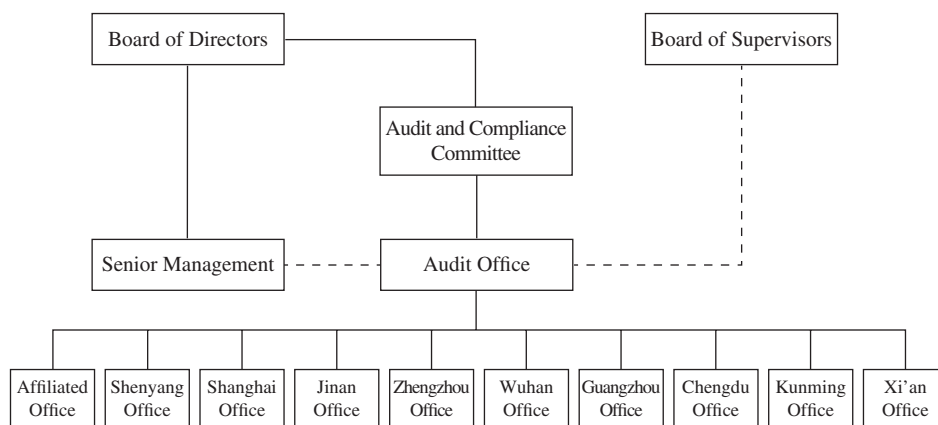 Board of Directors
Board of Supervisors
Audit and Compliance
Committee
Senior Management
Audit Office
Affiliated
Office
Shenyang
Office
Shanghai
Office
Jinan
Office
Zhengzhou
Office
Wuhan
Office
Guangzhou
Office
Chengdu
Office
Kunming
Office
Xi’an
Office